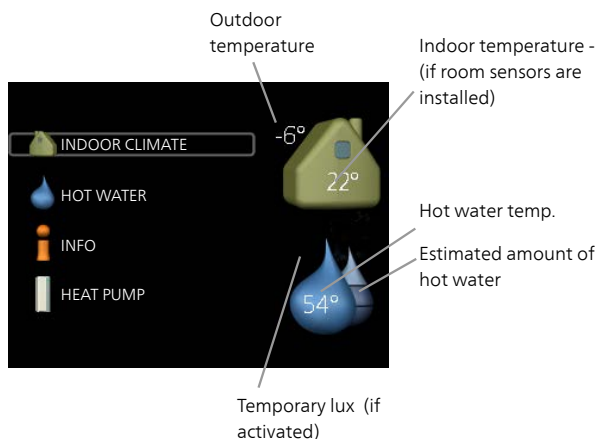 Outdoor
temperature
Indoor temperature -
(if room sensors are
installed)
-6°
INDOOR CLIMATE
22°
HOT WATER
Hot water temp.
INFO
Estimated amount of
hot water
HEAT PUMP
54°
Temporary lux (if
activated)